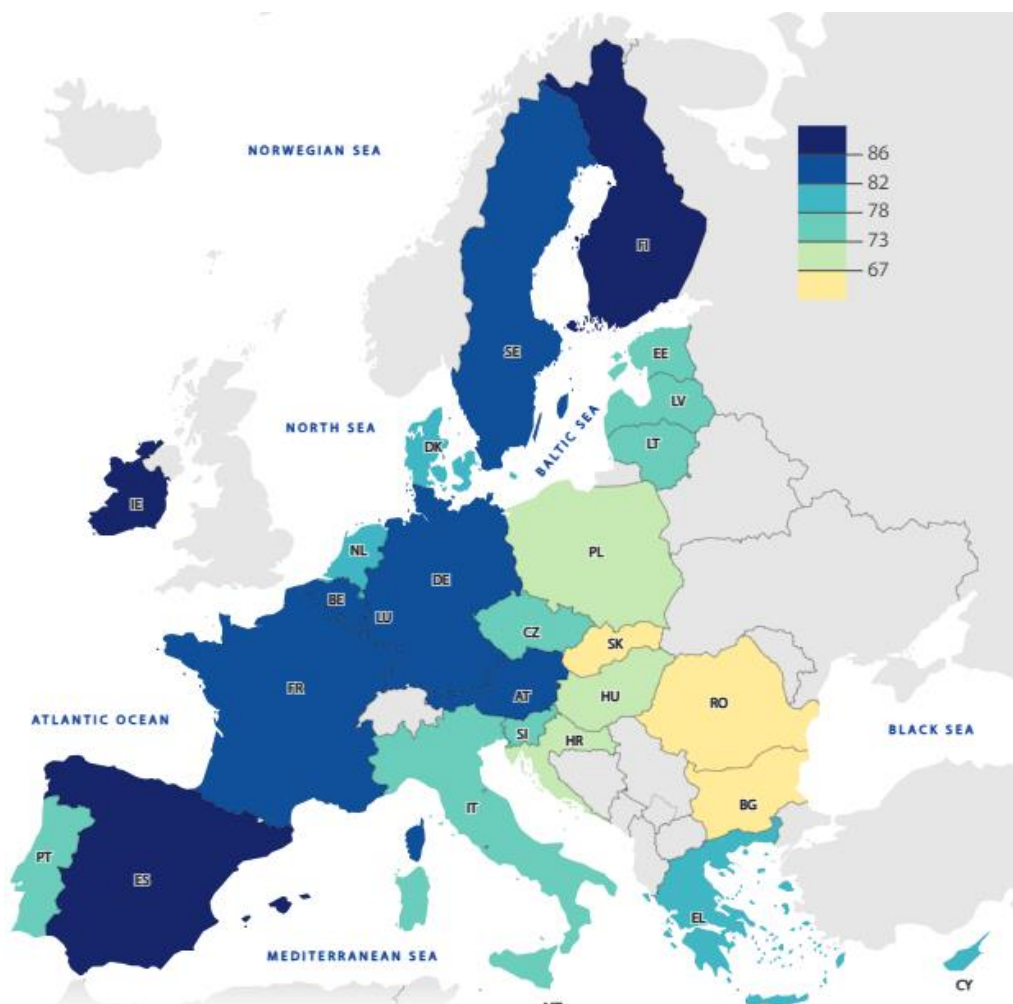 NORWEGIAN SEA
86
82
78
73
67
FI
SE
EE
LV
LT
NORTH SEA
BALTIC SEA
DK
IE
NL
PL
DE
BE
LU
CZ
SK
FR
AT
HU
RO
ATLANTIC OCEAN
SI
HR
BLACK SEA
IT
BG
PT
ES
EL
MEDITERRANEAN SEA
CY